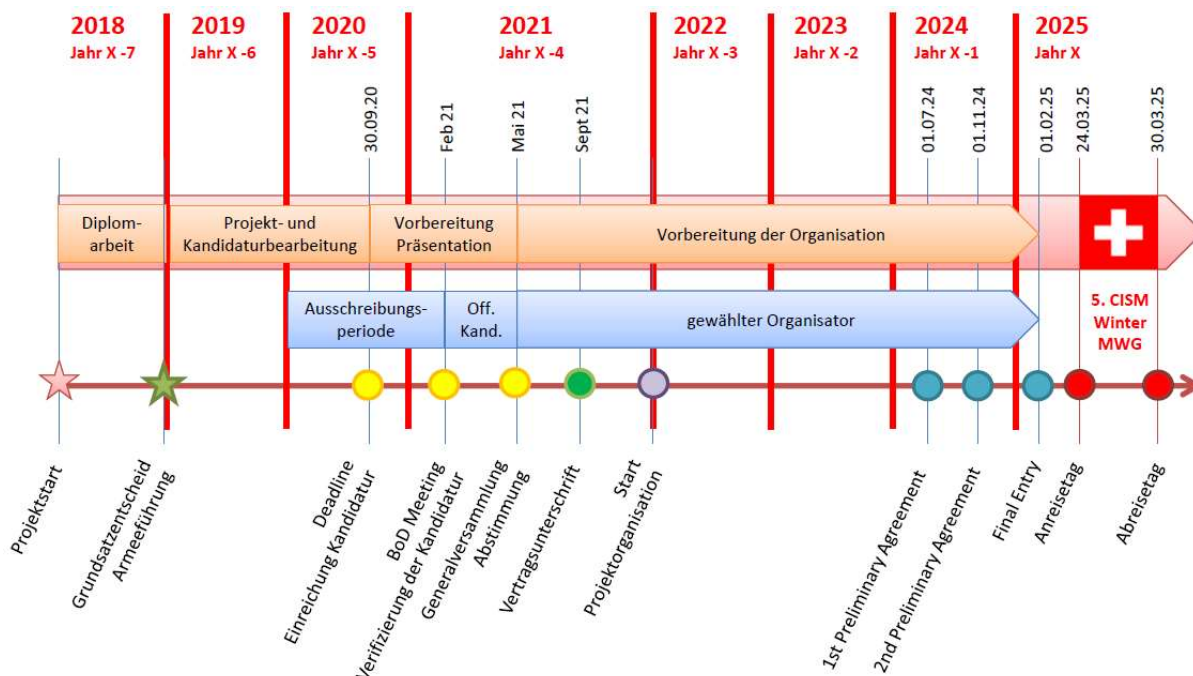 2018
Jahr X -7
2019
Jahr X -6
2020
Jahr X -5
2021
Jahr X -4
2022
Jahr X -3
2023
Jahr X -2
2024
Jahr X -1
2025
Jahr X
30.09.20
Feb 21
Mai 21
Sept 21
01.07.24
01.11.24
01.02.25
24.03.25
30.03.25
Diplom-
arbeit
Projekt- und
Kandidaturbearbeitung
Vorbereitung
Präsentation
Vorbereitung der Organisation
Ausschreibungs-
periode
Off.
Kand.
gewählter Organisator
5. CISM
Winter
MWG
Projektstart
Grundsatzentscheid
Armeeführung
Deadline
Einreichung Kandidatur
BoD Meeting
Verifizierung der Kandidatur
Generalversammlung
Abstimmung
Vertragsunterschrift
Start
Projektorganisation
1st Preliminary Agreement
2nd Preliminary Agreement
Final Entry
Anreisetag
Abreisetag